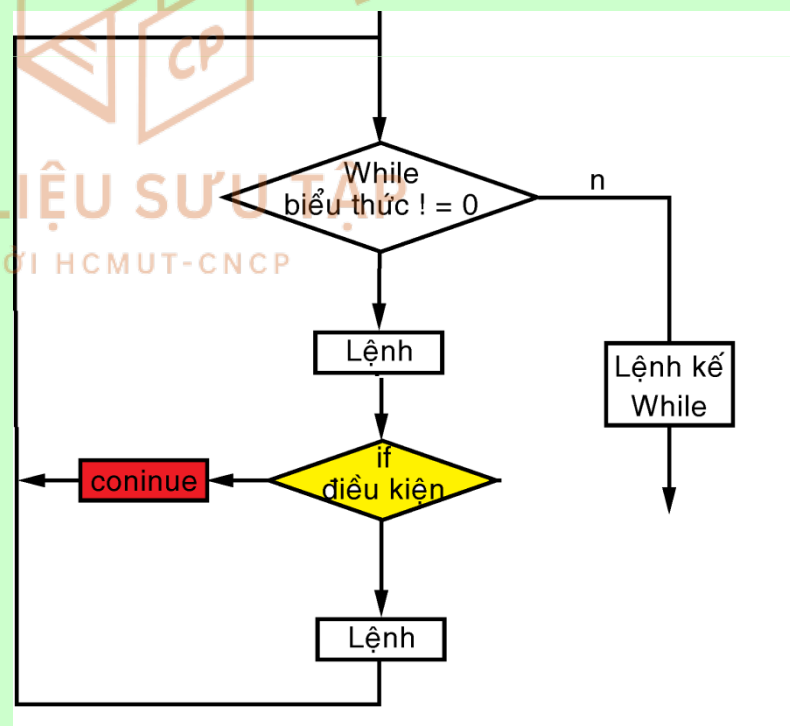 CP
While
biểu thức ! = 0
n
LIỆU SƯU TẬP
HCMUT-CNCP
Lệnh
Lệnh kế
While
if
điều kiện
coninue
Lệnh